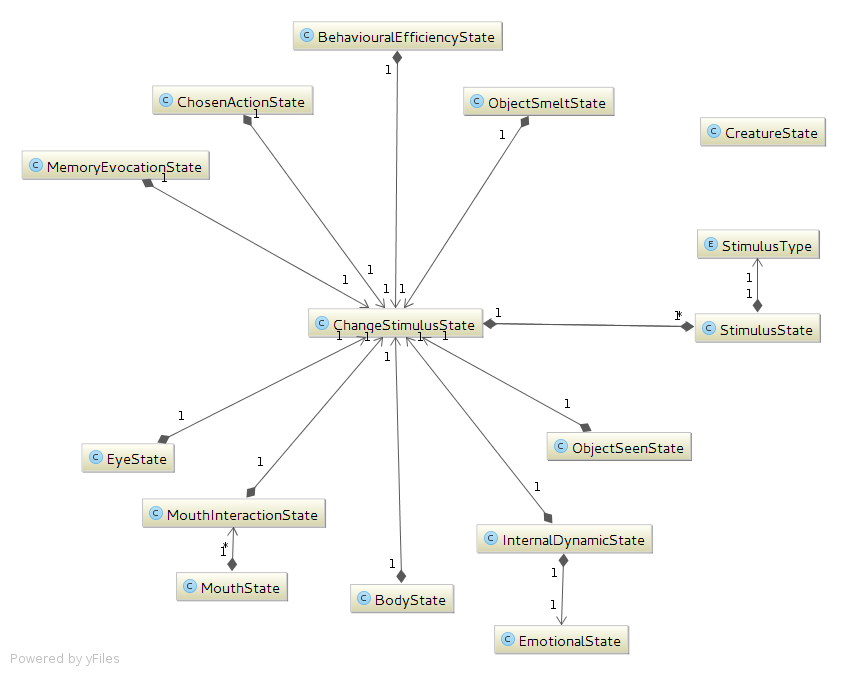 C BehaviouralEfficiencyState
1
C ChosenActionState
1
C ObjectSmeltState
1
C CreatureState
C MemoryEvocationState
1
E StimulusType
1
1
1
1
1
1
C ChangeStimulusState
1
1*
C StimulusState
1
1
1
1
1
1
C ObjectSeenState
1
C EyeState
1
1
C MouthInteractionState
*
1
C MouthState
1
C InternalDynamicState
1
1
C BodyState
1
C EmotionalState
Powered by yFiles